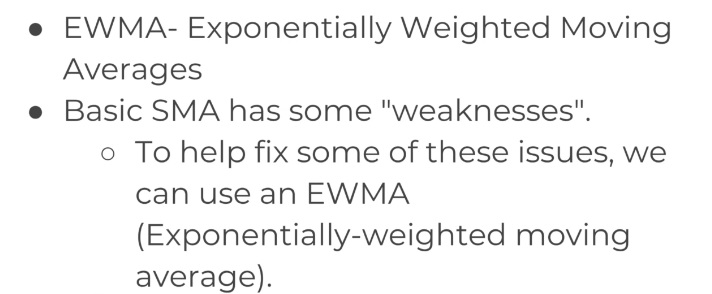 ● EWMA- Exponentially Weighted Moving
Averages
● Basic SMA has some "weaknesses".
○ To help fix some of these issues, we
can use an EWMA
(Exponentially-weighted moving
average).